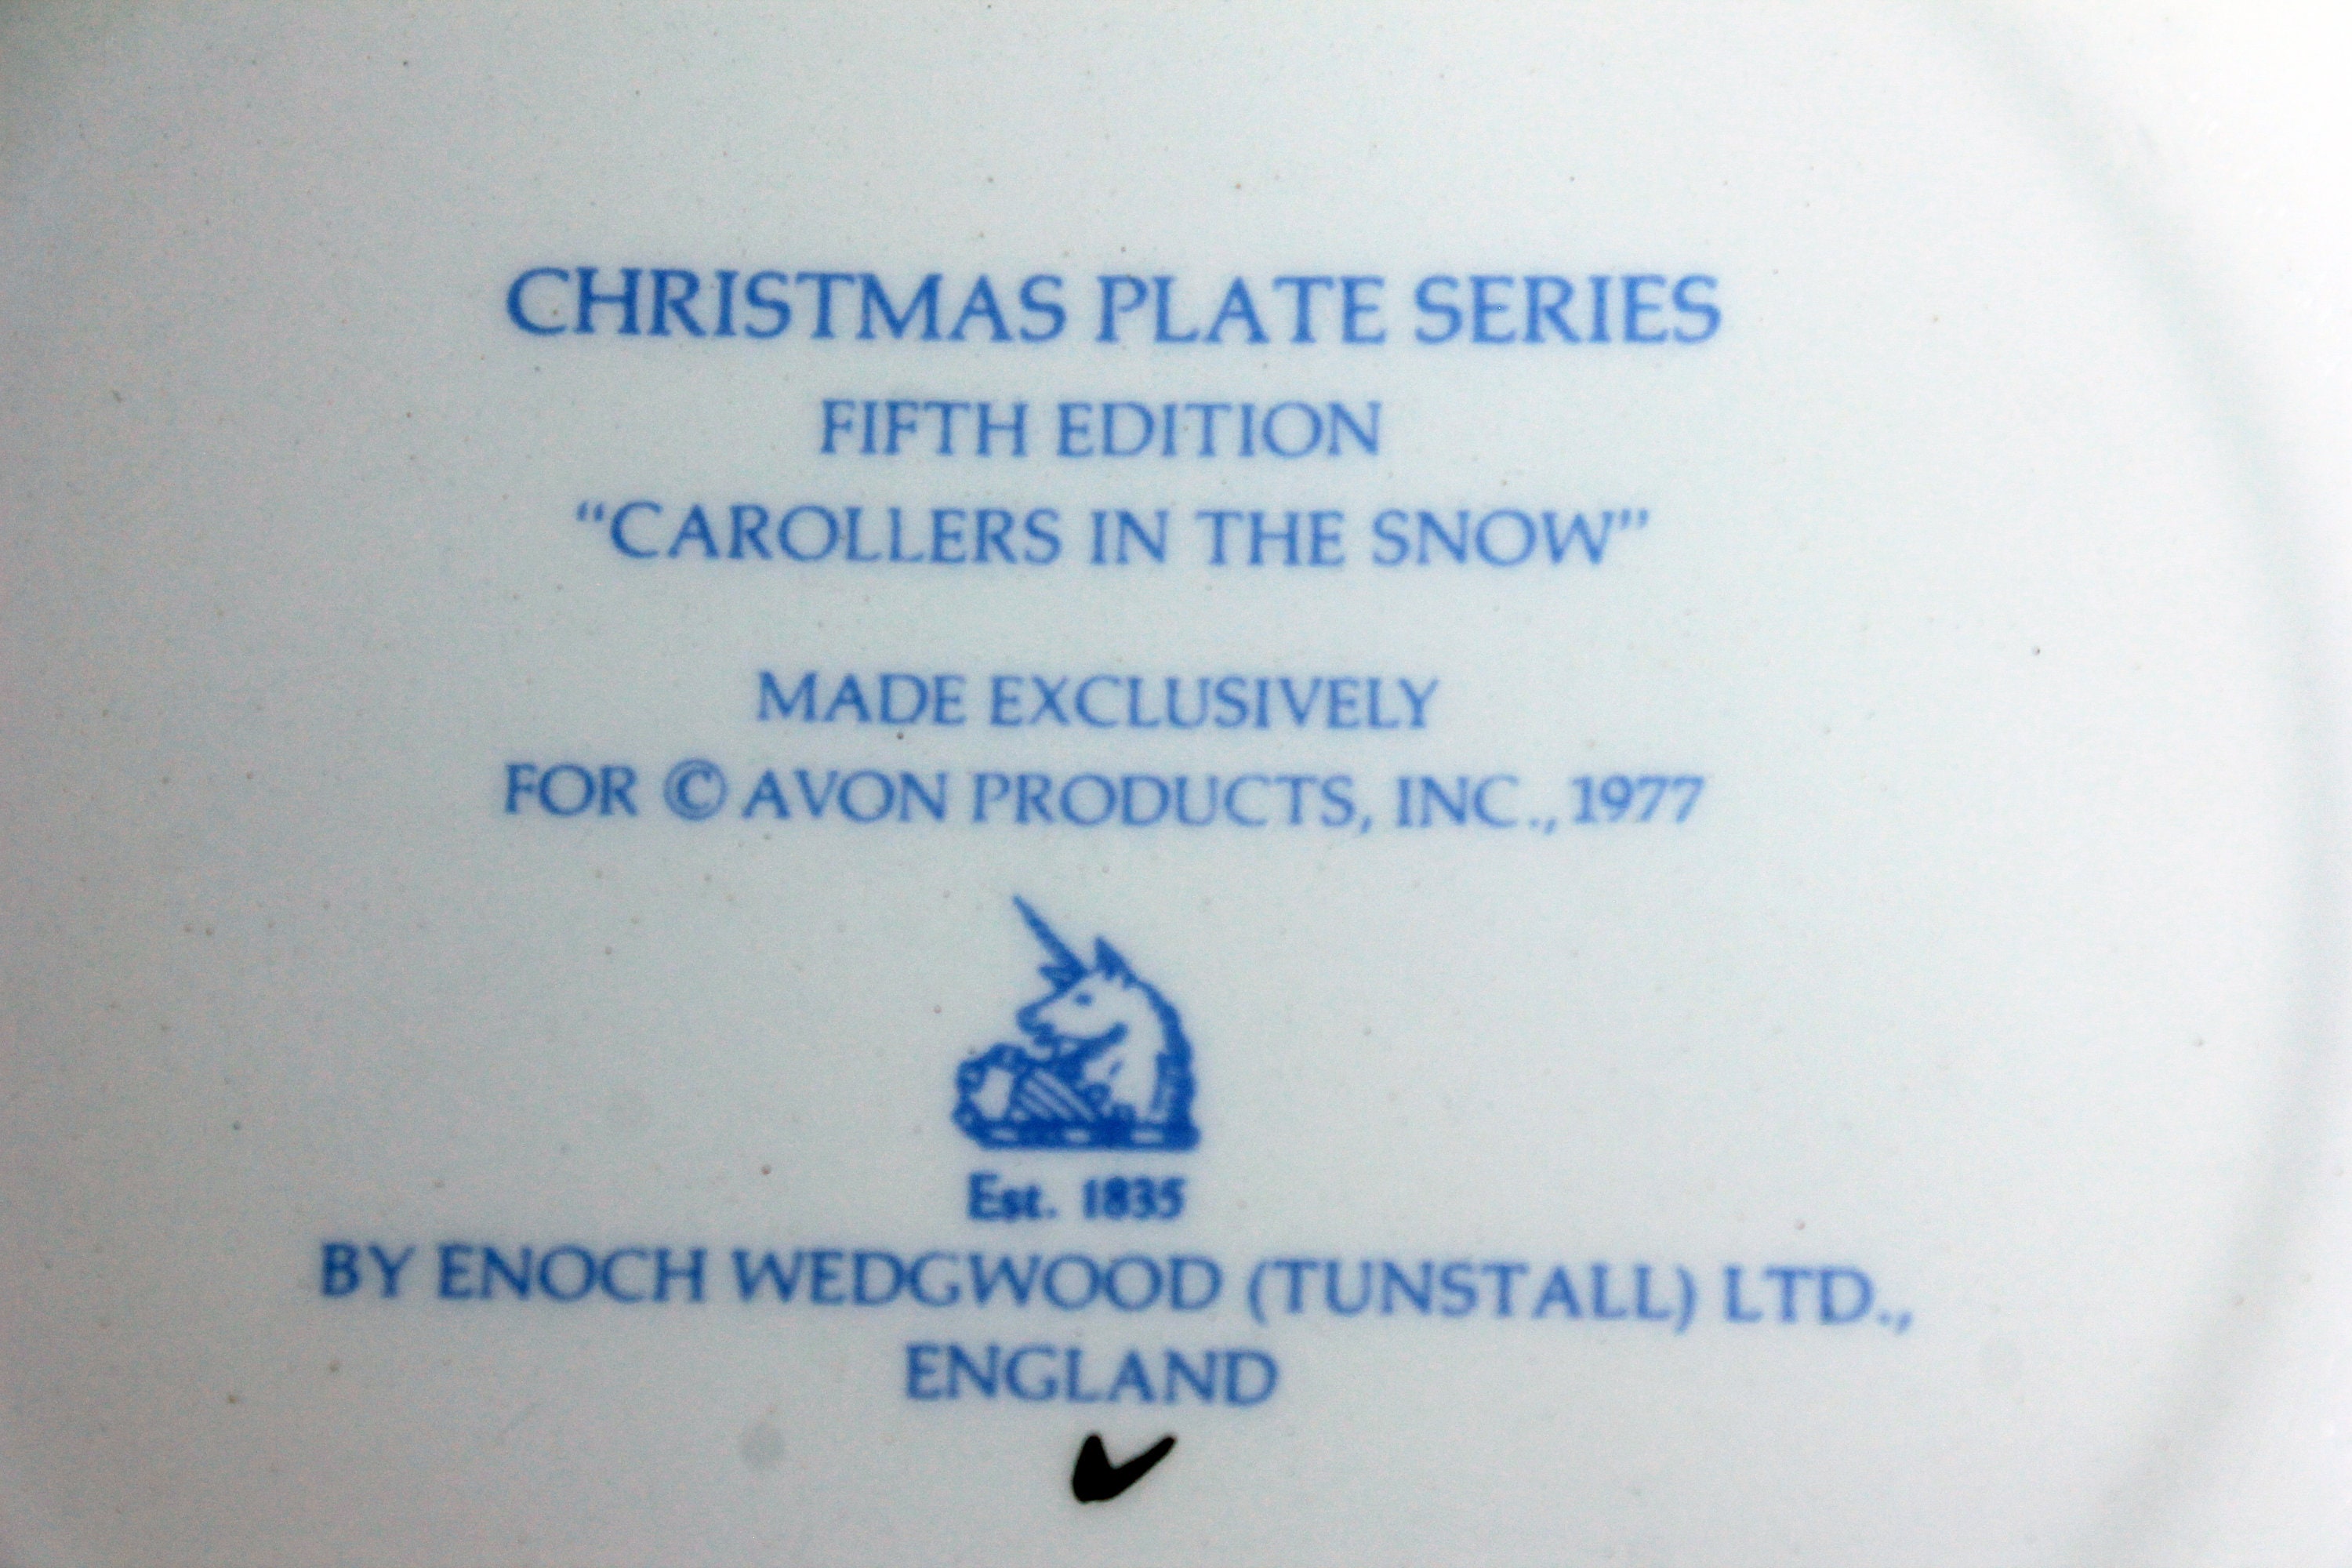 CHRISTMAS PLATE SERIES
FIFTH EDITION
“CAROLLERS IN THE SNOW”
MADE EXCLUSIVELY
FOR © AVON PRODUCTS, INC., 1977
Est. 1835
BY ENOCH WEDGWOOD (TUNSTALL) LTD.,
ENGLAND